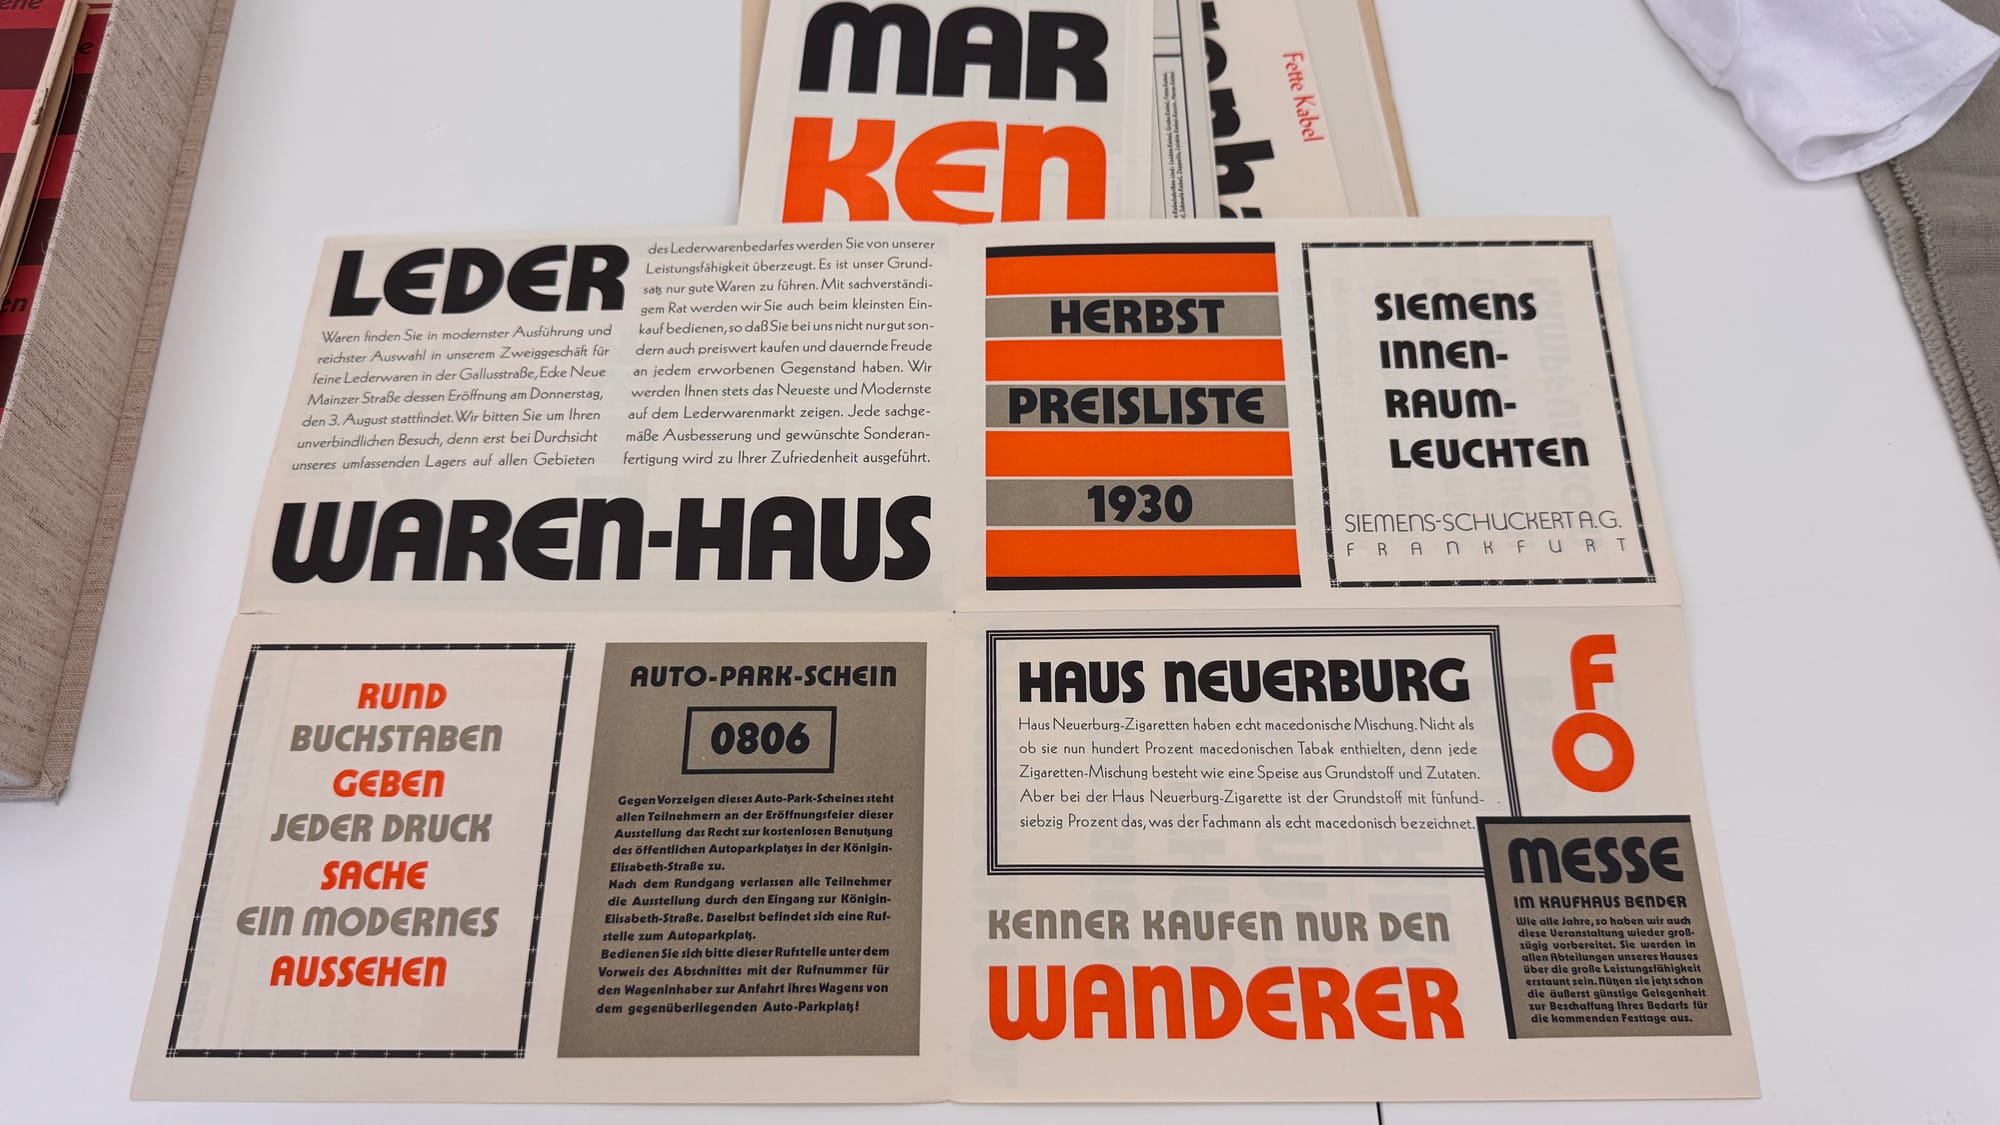 MAR
KEN
Fette Kabel
LEDER
Waren finden Sie in modernster Ausführung und
reichster Auswahl in unserem Zweiggeschäft für
feine Lederwaren in der Gallusstraße, Ecke Neue
Mainzer Straße dessen Eröffnung am Donnerstag,
den 3. August stattfindet. Wir bitten Sie um Ihren
unverbindlichen Besuch, denn erst bei Durchsicht
unseres umfassenden Lagers auf allen Gebieten
des Lederwarenbedarfes werden Sie von unserer
Leistungsfähigkeit überzeugt. Es ist unser Grund-
satz nur gute Waren zu führen. Mit sachverständi-
gem Rat werden wir Sie auch beim kleinsten Ein-
kauf bedienen, so daß Sie bei uns nicht nur gut son-
dern auch preiswert kaufen und dauernde Freude
an jedem erworbenen Gegenstand haben. Wir
werden Ihnen stets das Neueste und Modernste
auf dem Lederwarenmarkt zeigen. Jede sachge-
mäße Ausbesserung und gewünschte Sonderan-
fertigung wird zu Ihrer Zufriedenheit ausgeführt.
WAREN-HAUS
HERBST
PREISLISTE
1930
SIEMENS
INNEN-
RAUM-
LEUCHTEN
SIEMENS-SCHUCKERT A.G.
FRANKFURT
RUND
BUCHSTABEN
GEBEN
JEDER DRUCK
SACHE
EIN MODERNES
AUSSEHEN
AUTO-PARK-SCHEIN
0806
Gegen Vorzeigen dieses Auto-Park-Scheines steht
allen Teilnehmern an der Eröffnungsfeier dieser
Ausstellung das Recht zur kostenlosen Benutzung
des öffentlichen Autoparkplatzes in der Königin-
Elisabeth-Straße zu.
Nach dem Rundgang verlassen alle Teilnehmer
die Ausstellung durch den Eingang zur Königin-
Elisabeth-Straße. Daselbst befindet sich eine Ruf-
stelle zum Autoparkplatz.
Bedienen Sie sich bitte dieser Rufstelle unter dem
Vorweis des Abschnittes mit der Rufnummer für
den Wageninhaber zur Anfahrt Ihres Wagens von
dem gegenüberliegenden Auto-Parkplatz!
HAUS NEUERBURG
Haus Neuerburg-Zigaretten haben echt macedonische Mischung. Nicht als
ob sie nun hundert Prozent macedonischen Tabak enthielten, denn jede
Zigaretten-Mischung besteht wie eine Speise aus Grundstoff und Zutaten.
Aber bei der Haus Neuerburg-Zigarette ist der Grundstoff mit fünfund-
siebzig Prozent das, was der Fachmann als echt macedonisch bezeichnet.
FO
KENNER KAUFEN NUR DEN
WANDERER
MESSE
IM KAUFHAUS BENDER
Wie alle Jahre, so haben wir auch
diese Veranstaltung wieder groß-
zügig vorbereitet. Sie werden in
allen Abteilungen unseres Hauses
über die große Leistungsfähigkeit
erstaunt sein. Nützen sie jetzt schon
die äußerst günstige Gelegenheit
zur Beschaffung Ihres Bedarfs für
die kommenden Festtage aus.